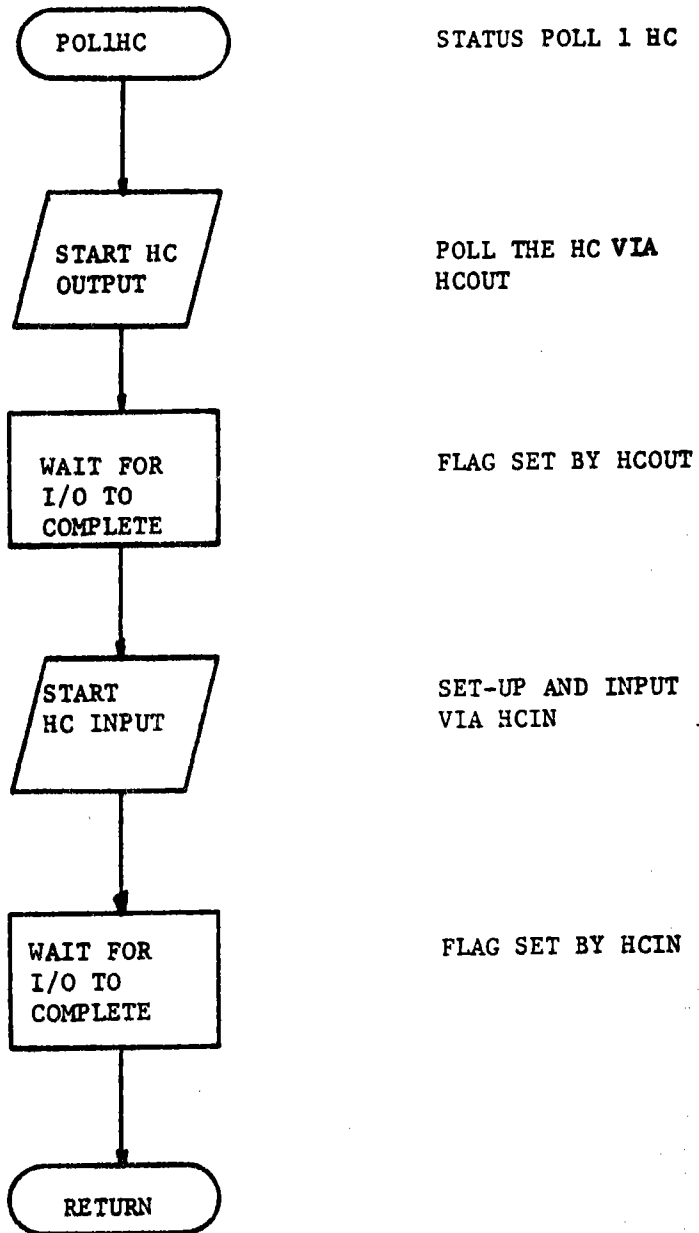 POL1HC
STATUS POLL 1 HC
START HC
OUTPUT
POLL THE HC VIA
HCOUT
WAIT FOR
I/O TO
COMPLETE
FLAG SET BY HCOUT
START
HC INPUT
SET-UP AND INPUT
VIA HCIN
WAIT FOR
I/O TO
COMPLETE
FLAG SET BY HCIN
RETURN